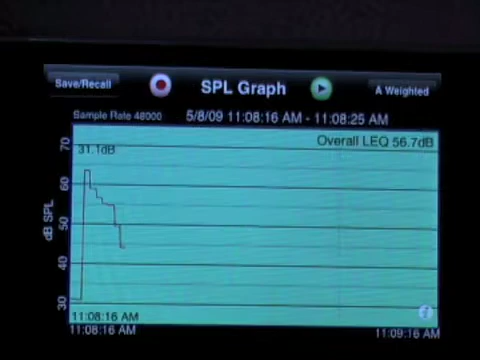 Save/Recall
SPL Graph
A Weighted
Sample Rate 48000
5/8/09 11:08:16 AM - 11:08:25 AM
Overall LEQ 56.7dB
31.1dB
70
60
50
40
30
dB SPL
11:08:16 AM
11:08:16 AM
11:09:16 AM
i